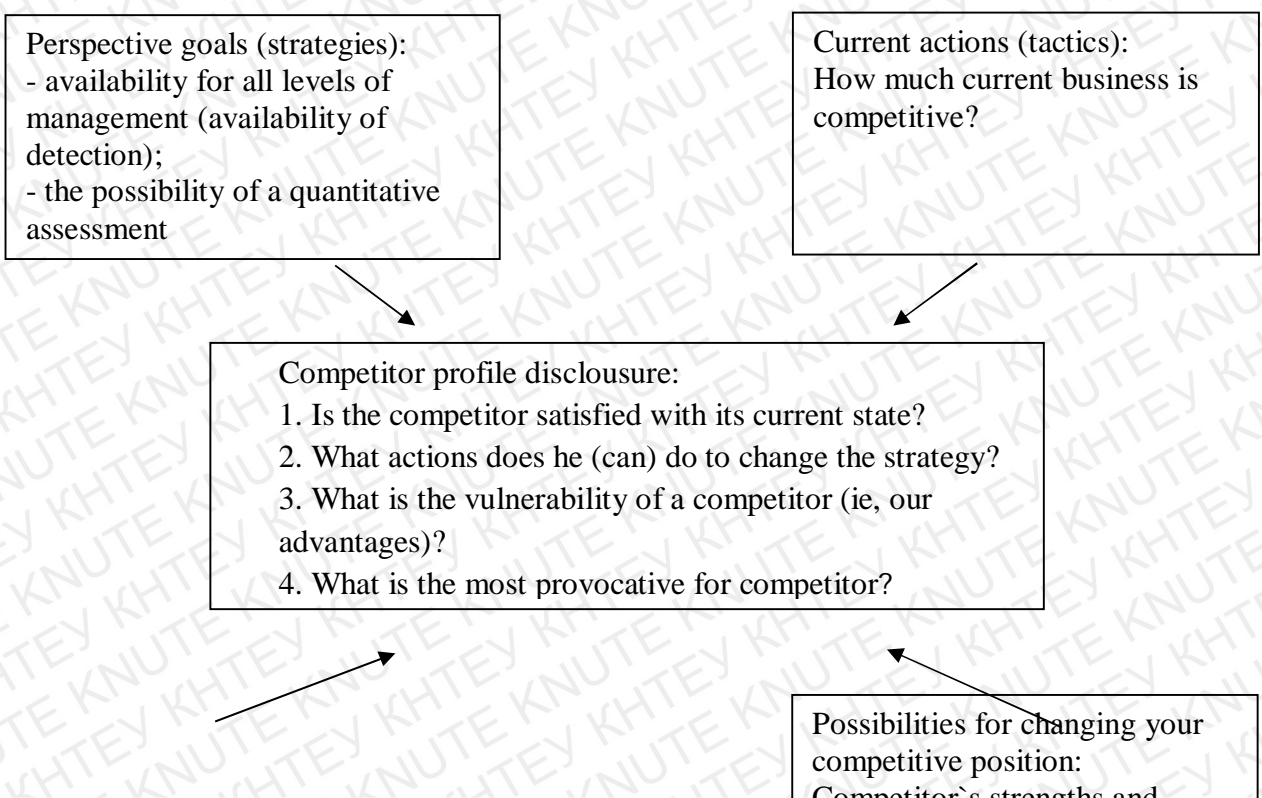 Perspective goals (strategies):
- availability for all levels of
management (availability of
detection);
- the possibility of a quantitative
assessment
Current actions (tactics):
How much current business is
competitive?
Competitor profile disclousure:
1. Is the competitor satisfied with its current state?
2. What actions does he (can) do to change the strategy?
3. What is the vulnerability of a competitor (ie, our
advantages)?
4. What is the most provocative for competitor?
Possibilities for changing your
competitive position:
Competitor`s strengths and